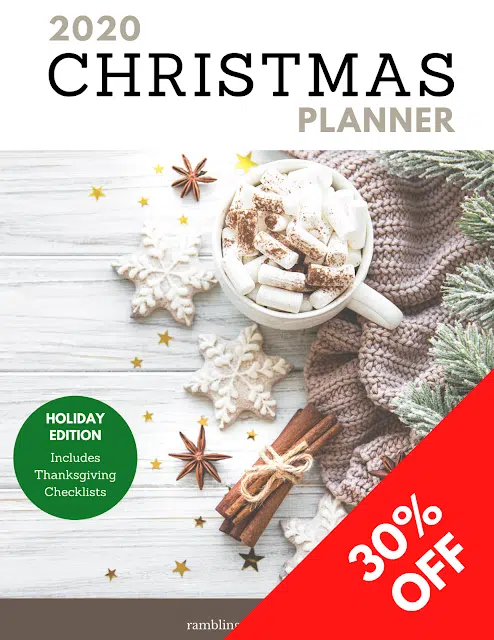 2020
CHRISTMAS
PLANNER
HOLIDAY
EDITION
Includes
Thanksgiving
Checklists
30%
OFF